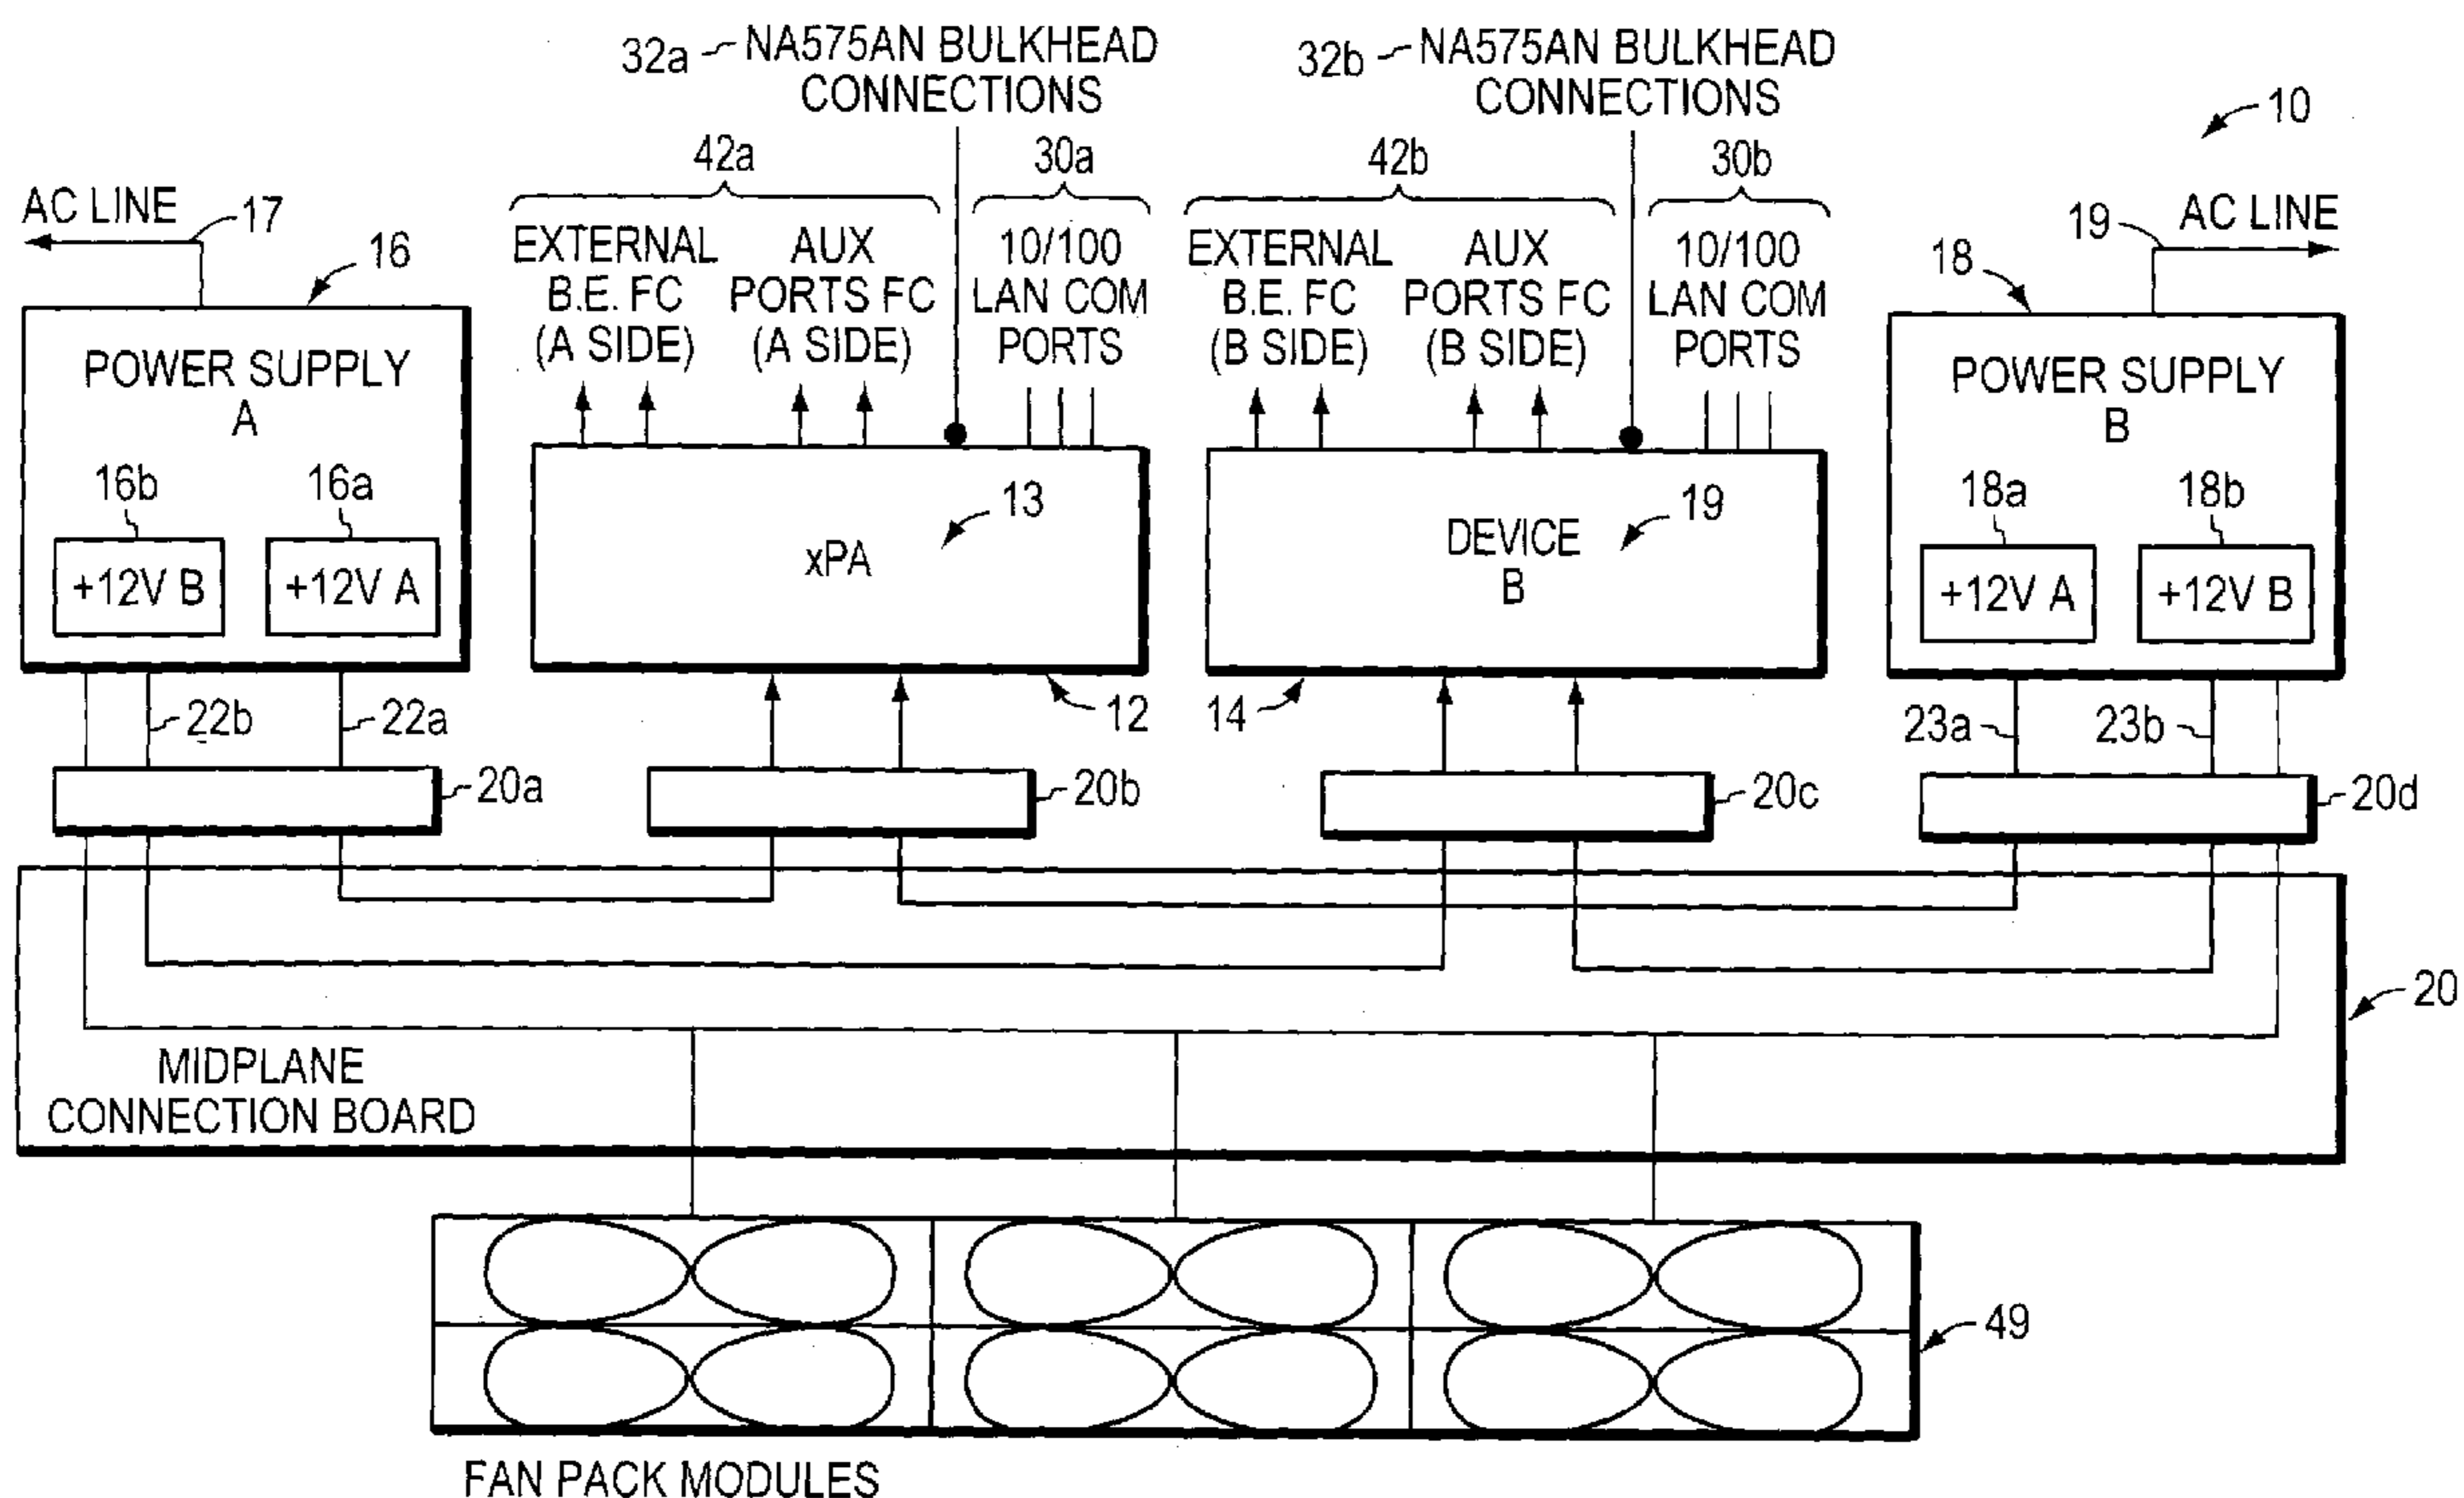 32a
NA575AN BULKHEAD
CONNECTIONS
32b
NA575AN BULKHEAD
CONNECTIONS
10
42a
30a
42b
30b
AC LINE
17
16
EXTERNAL
B.E. FC
(A SIDE)
AUX
PORTS FC
(A SIDE)
10/100
LAN COM
PORTS
EXTERNAL
B.E. FC
(B SIDE)
AUX
PORTS FC
(B SIDE)
10/100
LAN COM
PORTS
18
19
AC LINE
POWER SUPPLY
A
16b
16a
+12V B
+12V A
13
xPA
19
DEVICE
B
POWER SUPPLY
B
18a
18b
+12V A
+12V B
22b
22a
12
14
23a
23b
20a
20b
20c
20d
20
MIDPLANE
CONNECTION BOARD
49
FAN PACK MODULES